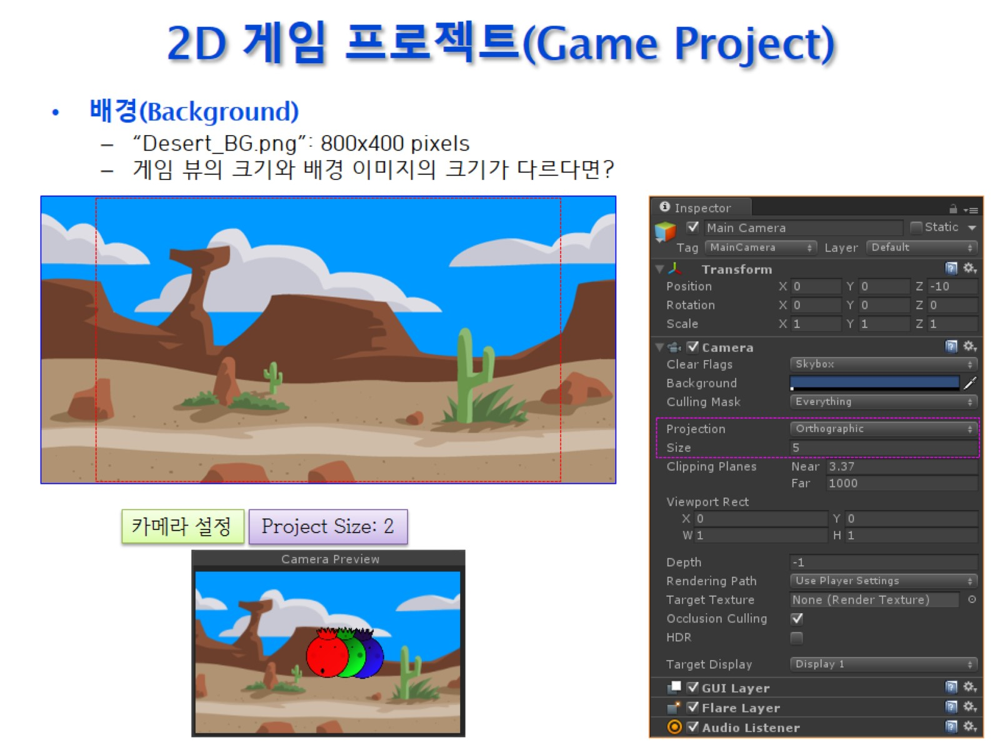 2D 게임 프로젝트(Game Project)
• 배경(Background)
– “Desert_BG.png”: 800x400 pixels
– 게임 뷰의 크기와 배경 이미지의 크기가 다르다면?
카메라 설정
Project Size: 2
Camera Preview
Inspector
Main Camera Static
Tag MainCamera Layer Default
Transform
Position X 0 Y 0 Z -10
Rotation X 0 Y 0 Z 0
Scale X 1 Y 1 Z 1
Camera
Clear Flags Skybox
Background
Culling Mask Everything
Projection Orthographic
Size 5
Clipping Planes Near 3.37
Far 1000
Viewport Rect
X 0 Y 0
W 1 H 1
Depth -1
Rendering Path Use Player Settings
Target Texture None (Render Texture)
Occlusion Culling
HDR
Target Display Display 1
GUI Layer
Flare Layer
Audio Listener